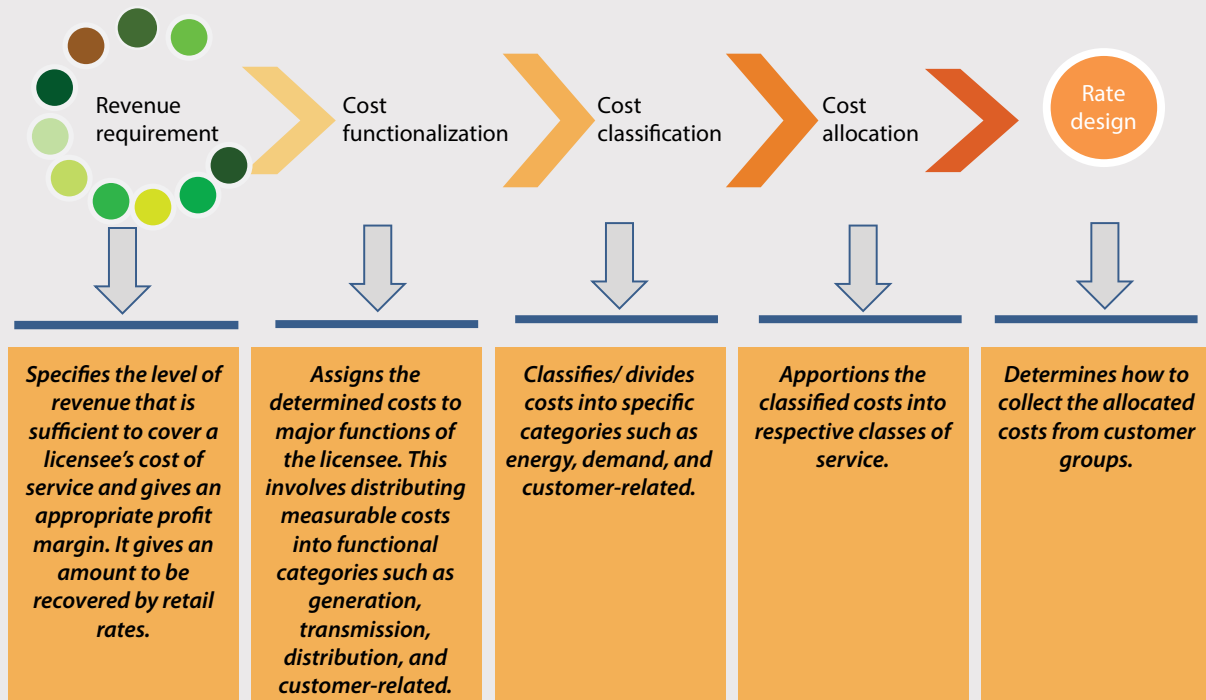 Revenue
requirement
Cost
functionalization
Cost
classification
Cost
allocation
Rate
design
Specifies the level of
revenue that is
sufficient to cover a
licensee's cost of
service and gives an
appropriate profit
margin. It gives an
amount to be
recovered by retail
rates.
Assigns the
determined costs to
major functions of
the licensee. This
involves distributing
measurable costs
into functional
categories such as
generation,
transmission,
distribution, and
customer-related.
Classifies/ divides
costs into specific
categories such as
energy, demand, and
customer-related.
Apportions the
classified costs into
respective classes of
service.
Determines how to
collect the allocated
costs from customer
groups.